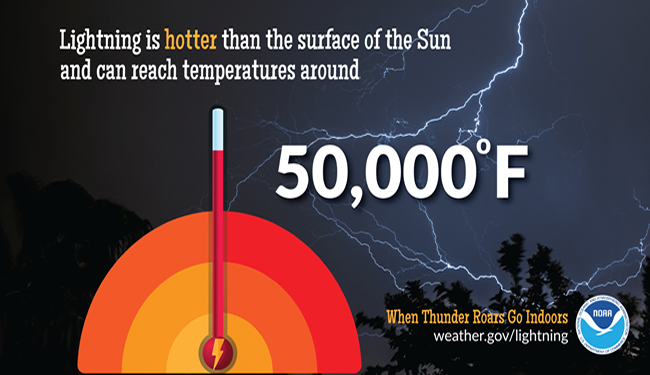 Lightning is hotter than the surface of the Sun
and can reach temperatures around
50,000°F
When Thunder Roars Go Indoors
weather.gov/lightning
NOAA